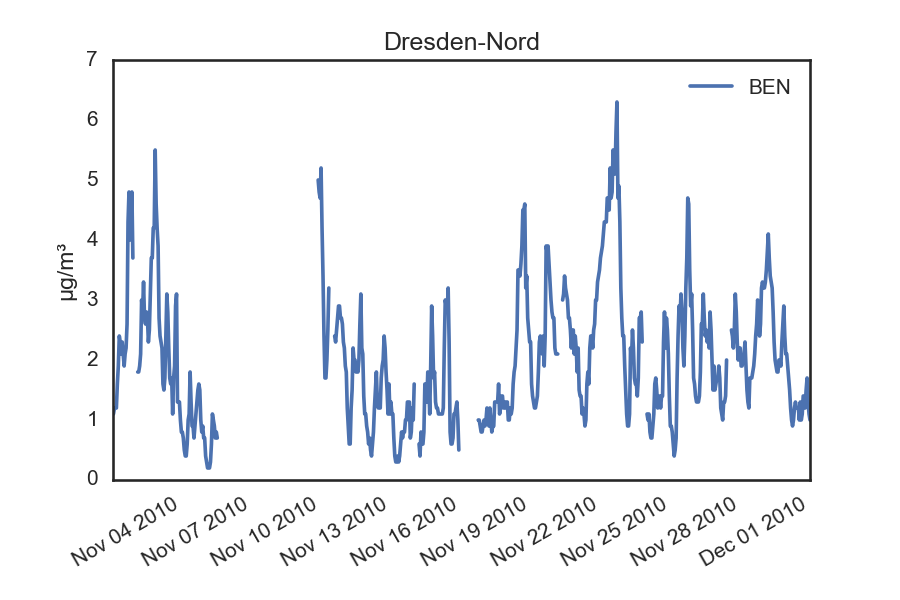 Dresden-Nord
BEN
µg/m³
7
6
5
4
3
2
1
0
Nov 04 2010
Nov 07 2010
Nov 10 2010
Nov 13 2010
Nov 16 2010
Nov 19 2010
Nov 22 2010
Nov 25 2010
Nov 28 2010
Dec 01 2010